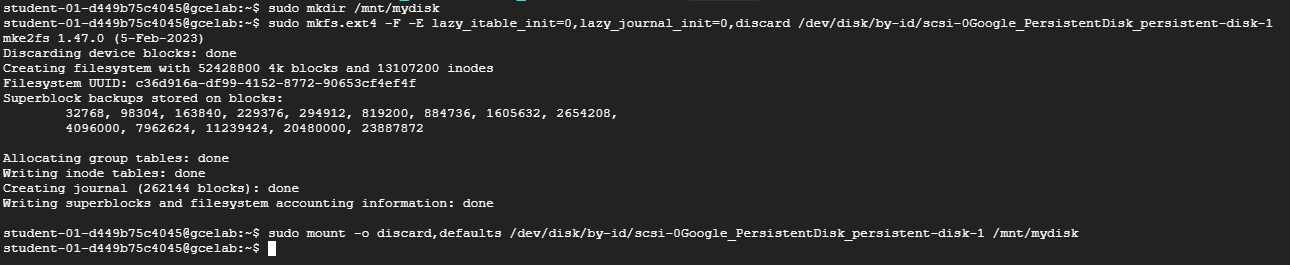 student-01-d449b75c4045@gcelab:~$ sudo mkdir /mnt/mydisk
student-01-d449b75c4045@gcelab:~$ sudo mkfs.ext4 -F -E lazy_itable_init=0,lazy_journal_init=0,discard /dev/disk/by-id/scsi-0Google_PersistentDisk_persistent-disk-1
mke2fs 1.47.0 (5-Feb-2023)
Discarding device blocks: done
Creating filesystem with 52428800 4k blocks and 13107200 inodes
Filesystem UUID: c36d916a-df99-4152-8772-90653cf4ef4f
Superblock backups stored on blocks:
32768, 98304, 163840, 229376, 294912, 819200, 884736, 1605632, 2654208,
4096000, 7962624, 11239424, 20480000, 23887872
Allocating group tables: done
Writing inode tables: done
Creating journal (262144 blocks): done
Writing superblocks and filesystem accounting information: done
student-01-d449b75c4045@gcelab:~$ sudo mount -o discard,defaults /dev/disk/by-id/scsi-0Google_PersistentDisk_persistent-disk-1 /mnt/mydisk
student-01-d449b75c4045@gcelab:~$